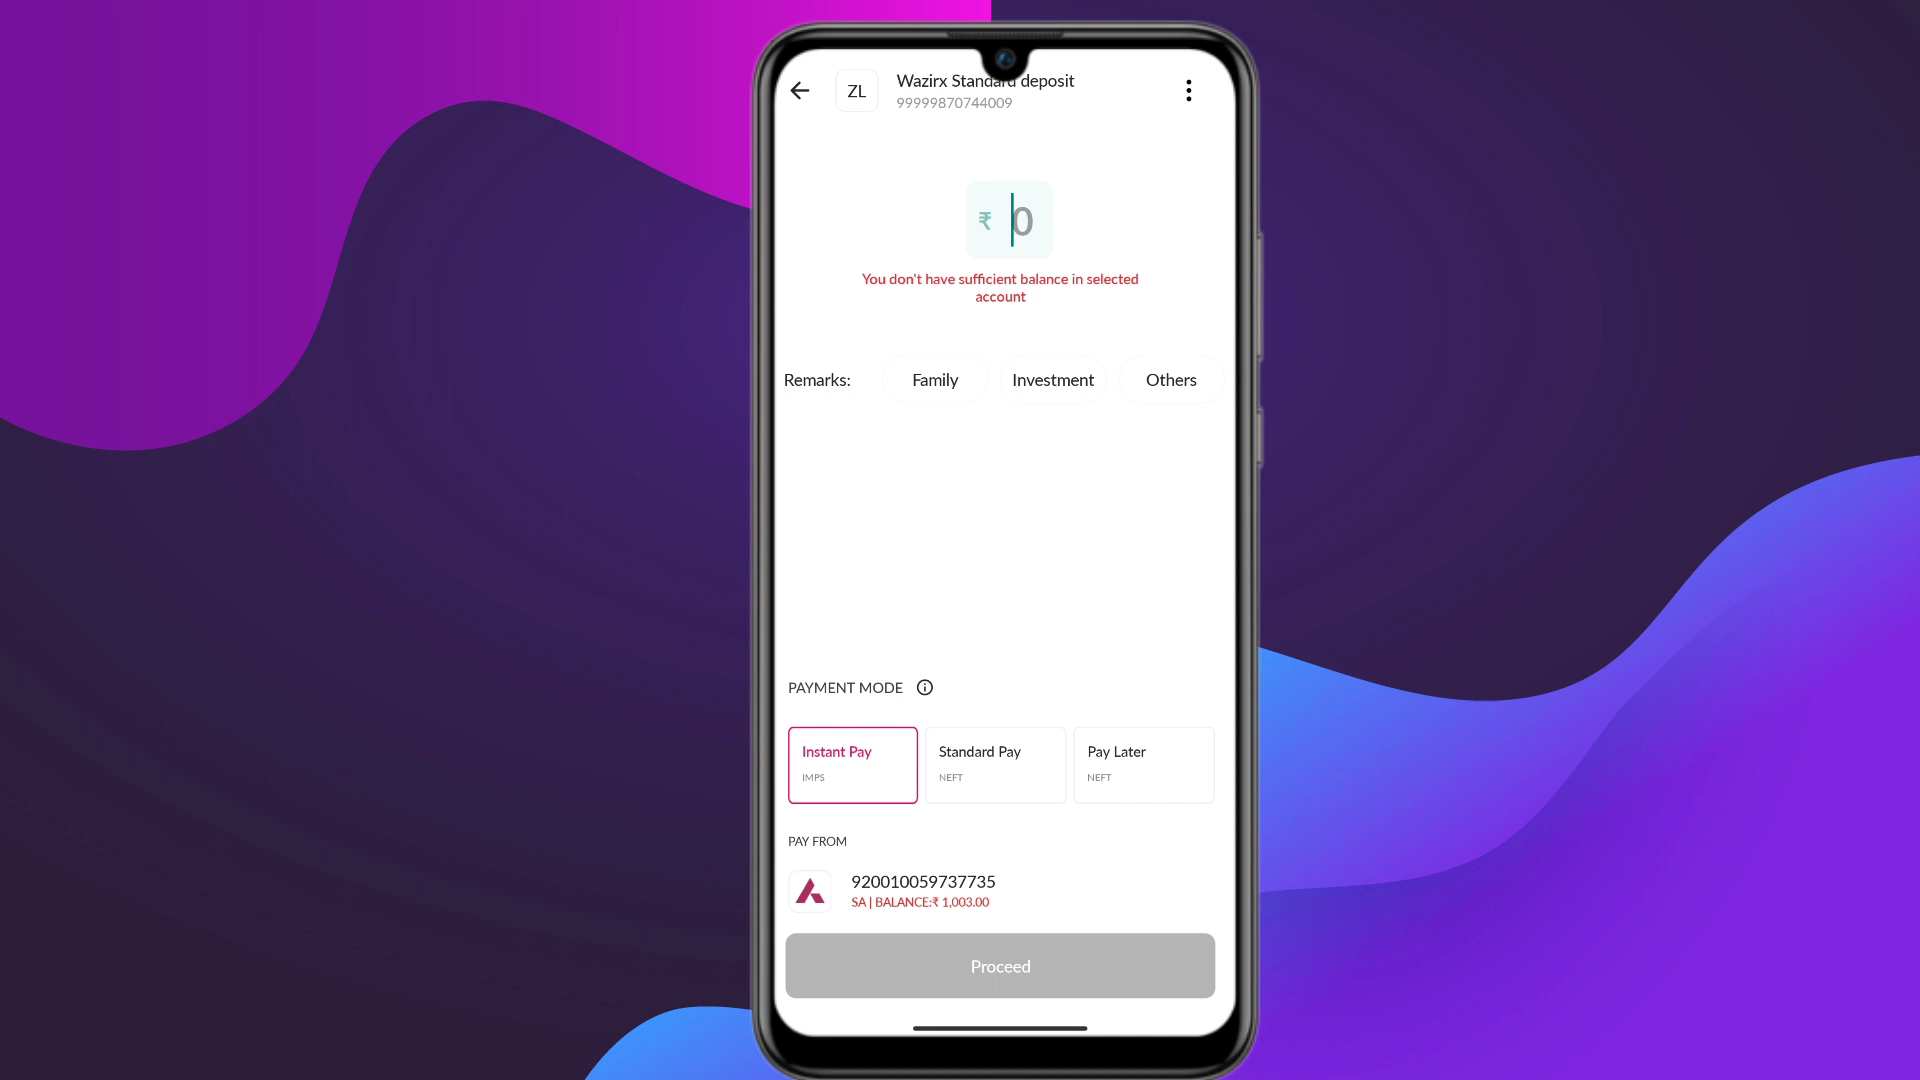 ZL
Wazirx Standard deposit
99999870744009
₹ 0
You don't have sufficient balance in selected
account
Remarks: Family Investment Others
PAYMENT MODE
Instant Pay Standard Pay Pay Later
IMPS NEFT NEFT
PAY FROM
920010059737735
SA | BALANCE:₹ 1,003.00
Proceed